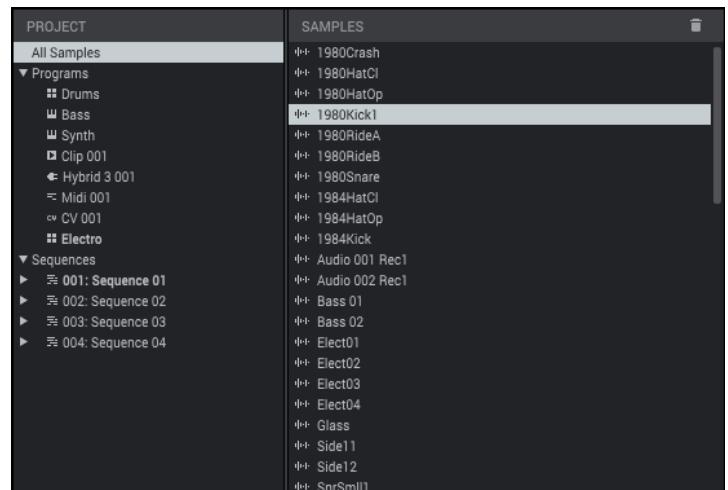 PROJECT
All Samples
Programs
Drums
Bass
Synth
Clip 001
Hybrid 3 001
Midi 001
CV CV 001
Electro
Sequences
001: Sequence 01
002: Sequence 02
003: Sequence 03
004: Sequence 04
SAMPLES
1980Crash
1980HatCl
1980HatOp
1980Kick1
1980RideA
1980RideB
1980Snare
1984HatCl
1984HatOp
1984Kick
Audio 001 Rec1
Audio 002 Rec1
Bass 01
Bass 02
Elect01
Elect02
Elect03
Elect04
Glass
Side11
Side12
SnrSmll1